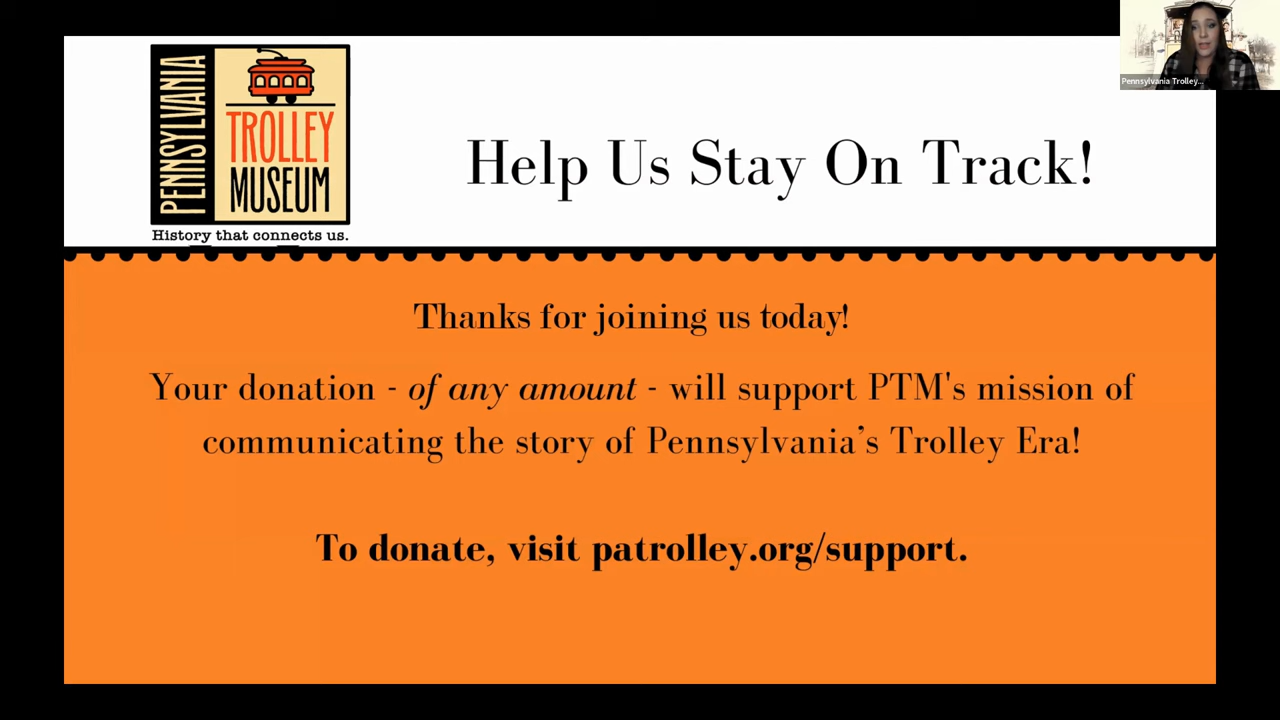 PENNSYLVANIA
TROLLEY
MUSEUM
History that connects us.
Help Us Stay On Track!
Pennsylvania Trolley...
Thanks for joining us today!
Your donation - of any amount - will support PTM's mission of
communicating the story of Pennsylvania’s Trolley Era!
To donate, visit patrolley.org/support.